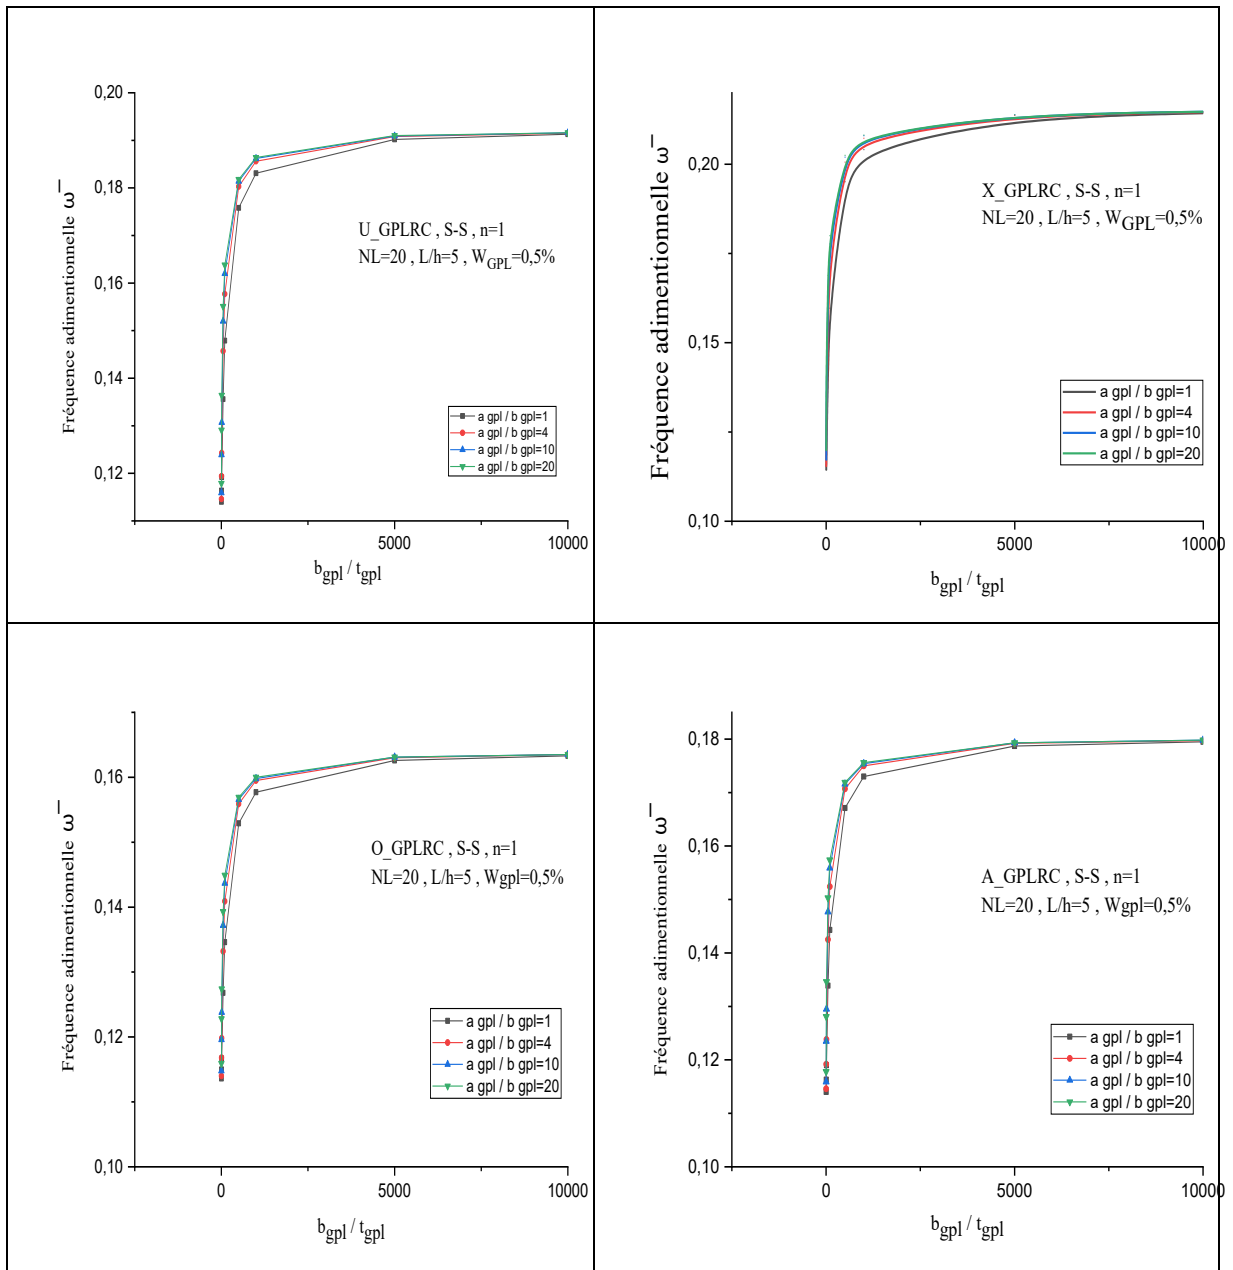 0,20
0,18
0,16
0,14
0,12
Fréquence adimentionnelle ω¯
U_GPLRC , S-S , n=1
NL=20 , L/h=5 , WGPL=0,5%
a gpl / b gpl=1
a gpl / b gpl=4
a gpl / b gpl=10
a gpl / b gpl=20
0
5000
10000
bgpl / tgpl
0,20
0,15
0,10
Fréquence adimentionnelle ω¯
X_GPLRC , S-S , n=1
NL=20 , L/h=5 , WGPL=0,5%
a gpl / b gpl=1
a gpl / b gpl=4
a gpl / b gpl=10
a gpl / b gpl=20
0
5000
10000
bgpl / tgpl
0,16
0,14
0,12
0,10
Fréquence adimentionnelle ω¯
O_GPLRC , S-S , n=1
NL=20 , L/h=5 , Wgpl=0,5%
a gpl / b gpl=1
a gpl / b gpl=4
a gpl / b gpl=10
a gpl / b gpl=20
0
5000
10000
bgpl / tgpl
0,18
0,16
0,14
0,12
0,10
Fréquence adimentionnelle ω¯
A_GPLRC , S-S , n=1
NL=20 , L/h=5 , Wgpl=0,5%
a gpl / b gpl=1
a gpl / b gpl=4
a gpl / b gpl=10
a gpl / b gpl=20
0
5000
10000
bgpl / tgpl